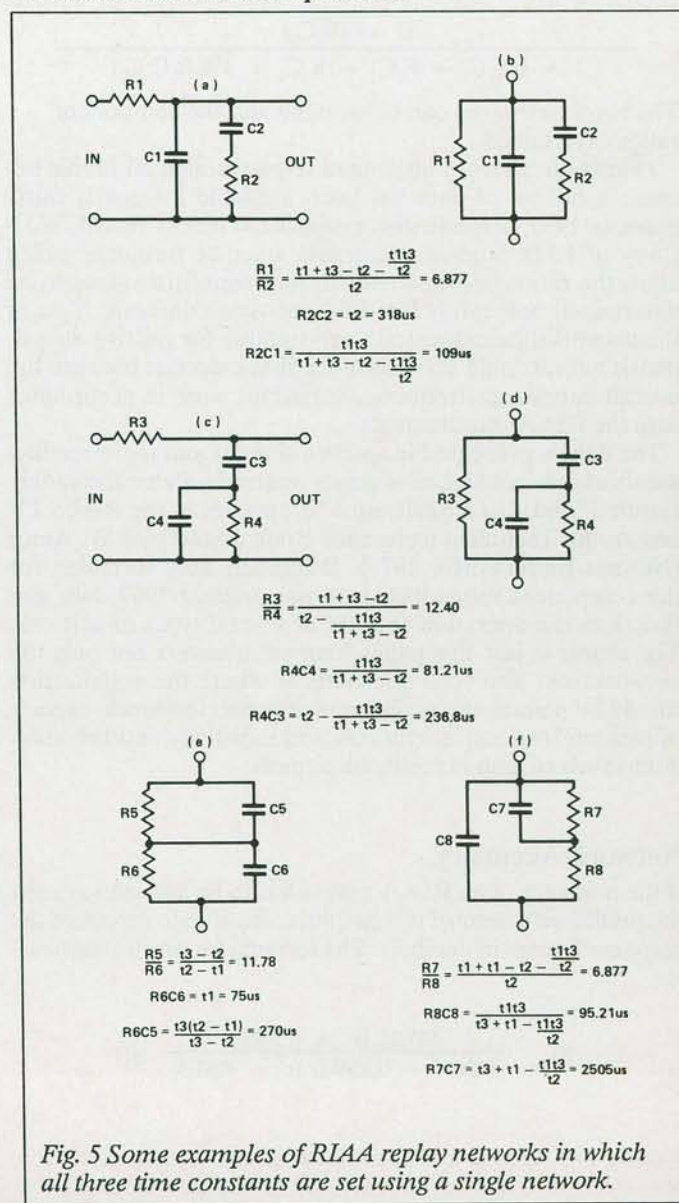 (a)
R1
C1
C2
R2
IN
OUT
(b)
R1
C1
C2
R2
R1/R2 = (t1 + t3 – t2 – t1t3/t2)/t2 = 6.877
R2C2 = t2 = 318us
R2C1 = t1t3/(t1 + t3 – t2 – t1t3/t2) = 109us
(c)
R3
C3
C4
R4
IN
OUT
(d)
R3
C3
C4
R4
R3/R4 = (t1 + t3 – t2)/(t2 – t1t3/(t1 + t3 – t2)) = 12.40
R4C4 = t1t3/(t1 + t3 – t2) = 81.21us
R4C3 = t2 – t1t3/(t1 + t3 – t2) = 236.8us
(e)
R5
C5
R6
C6
R5/R6 = (t3 – t2)/(t2 – t1) = 11.78
R6C6 = t1 = 75us
R6C5 = t3(t2 – t1)/(t3 – t2) = 270us
(f)
C7
R7
C8
R8
R7/R8 = (t1 + t1 – t2 – t1t3/t2)/t2 = 6.877
R8C8 = t1t3/(t3 + t1 – t1t3/t2) = 95.21us
R7C7 = t3 + t1 – t1t3/t2 = 2505us
Fig. 5 Some examples of RIAA replay networks in which
all three time constants are set using a single network.